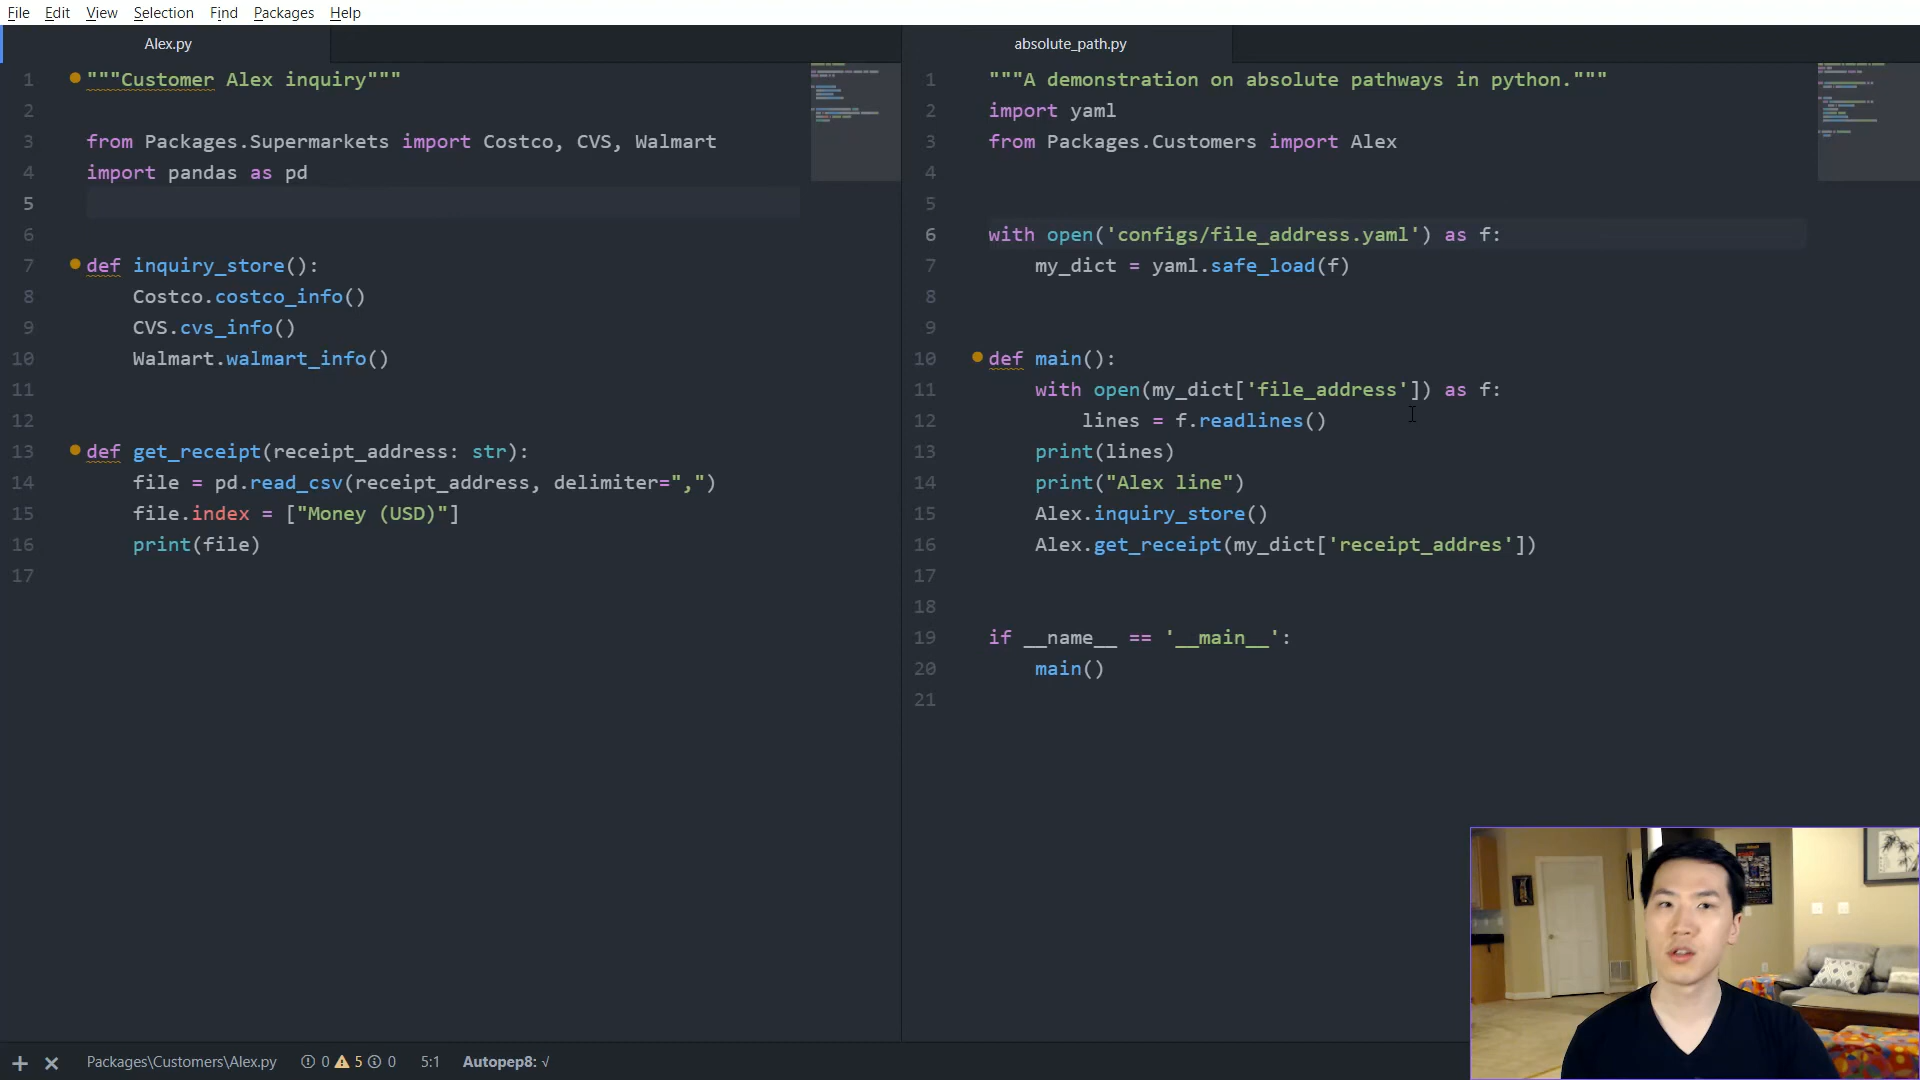 File Edit View Selection Find Packages Help
Alex.py
1 """Customer Alex inquiry"""
2
3 from Packages.Supermarkets import Costco, CVS, Walmart
4 import pandas as pd
5
6
7 def inquiry_store():
8 Costco.costco_info()
9 CVS.cvs_info()
10 Walmart.walmart_info()
11
12
13 def get_receipt(receipt_address: str):
14 file = pd.read_csv(receipt_address, delimiter=",")
15 file.index = ["Money (USD)"]
16 print(file)
17
absolute_path.py
1 """A demonstration on absolute pathways in python."""
2 import yaml
3 from Packages.Customers import Alex
4
5
6 with open('configs/file_address.yaml') as f:
7 my_dict = yaml.safe_load(f)
8
9
10 def main():
11 with open(my_dict['file_address']) as f:
12 lines = f.readlines()
13 print(lines)
14 print("Alex line")
15 Alex.inquiry_store()
16 Alex.get_receipt(my_dict['receipt_addres'])
17
18
19 if __name__ == '__main__':
20 main()
21
Packages\Customers\Alex.py 0 5 0 5:1 Autopep8: √